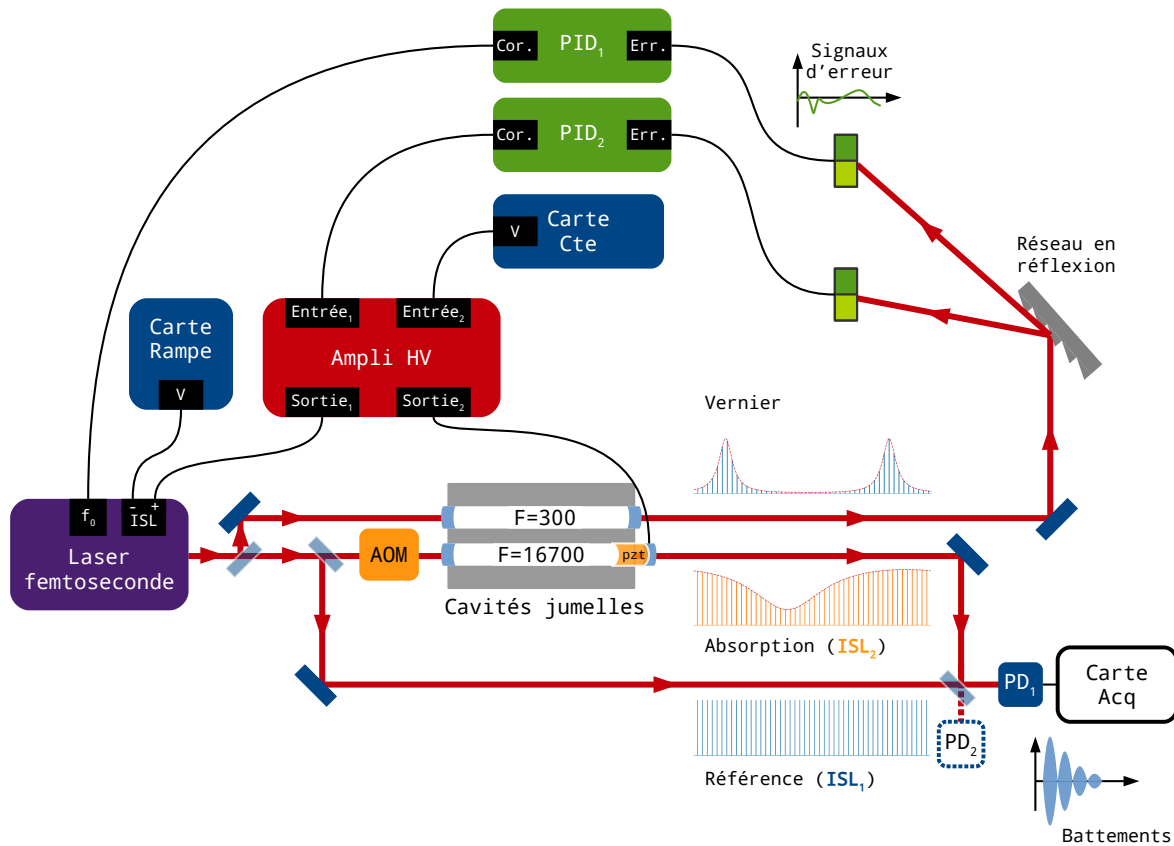 Cor. PID₁ Err.
Signaux
d’erreur
Cor. PID₂ Err.
V Carte
Cte
Réseau en
réflexion
Entrée₁ Entrée₂
Carte
Rampe
V
Ampli HV
Sortie₁ Sortie₂
Vernier
f₀
- +
ISL
Laser
femtoseconde
F=300
AOM
F=16700
pzt
Cavités jumelles
Absorption (ISL₂)
PD₁
Carte
Acq
PD₂
Référence (ISL₁)
Battements